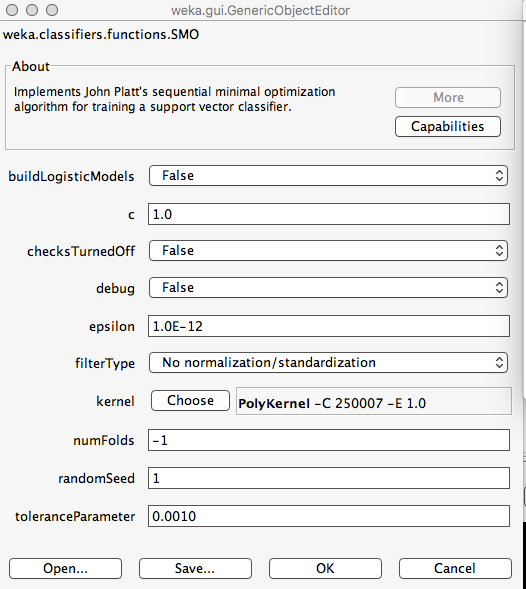 weka.gui.GenericObjectEditor
weka.classifiers.functions.SMO
About
Implements John Platt's sequential minimal optimization
algorithm for training a support vector classifier.
More
Capabilities
buildLogisticModels False
c 1.0
checksTurnedOff False
debug False
epsilon 1.0E-12
filterType No normalization/standardization
kernel Choose PolyKernel -C 250007 -E 1.0
numFolds -1
randomSeed 1
toleranceParameter 0.0010
Open... Save... OK Cancel